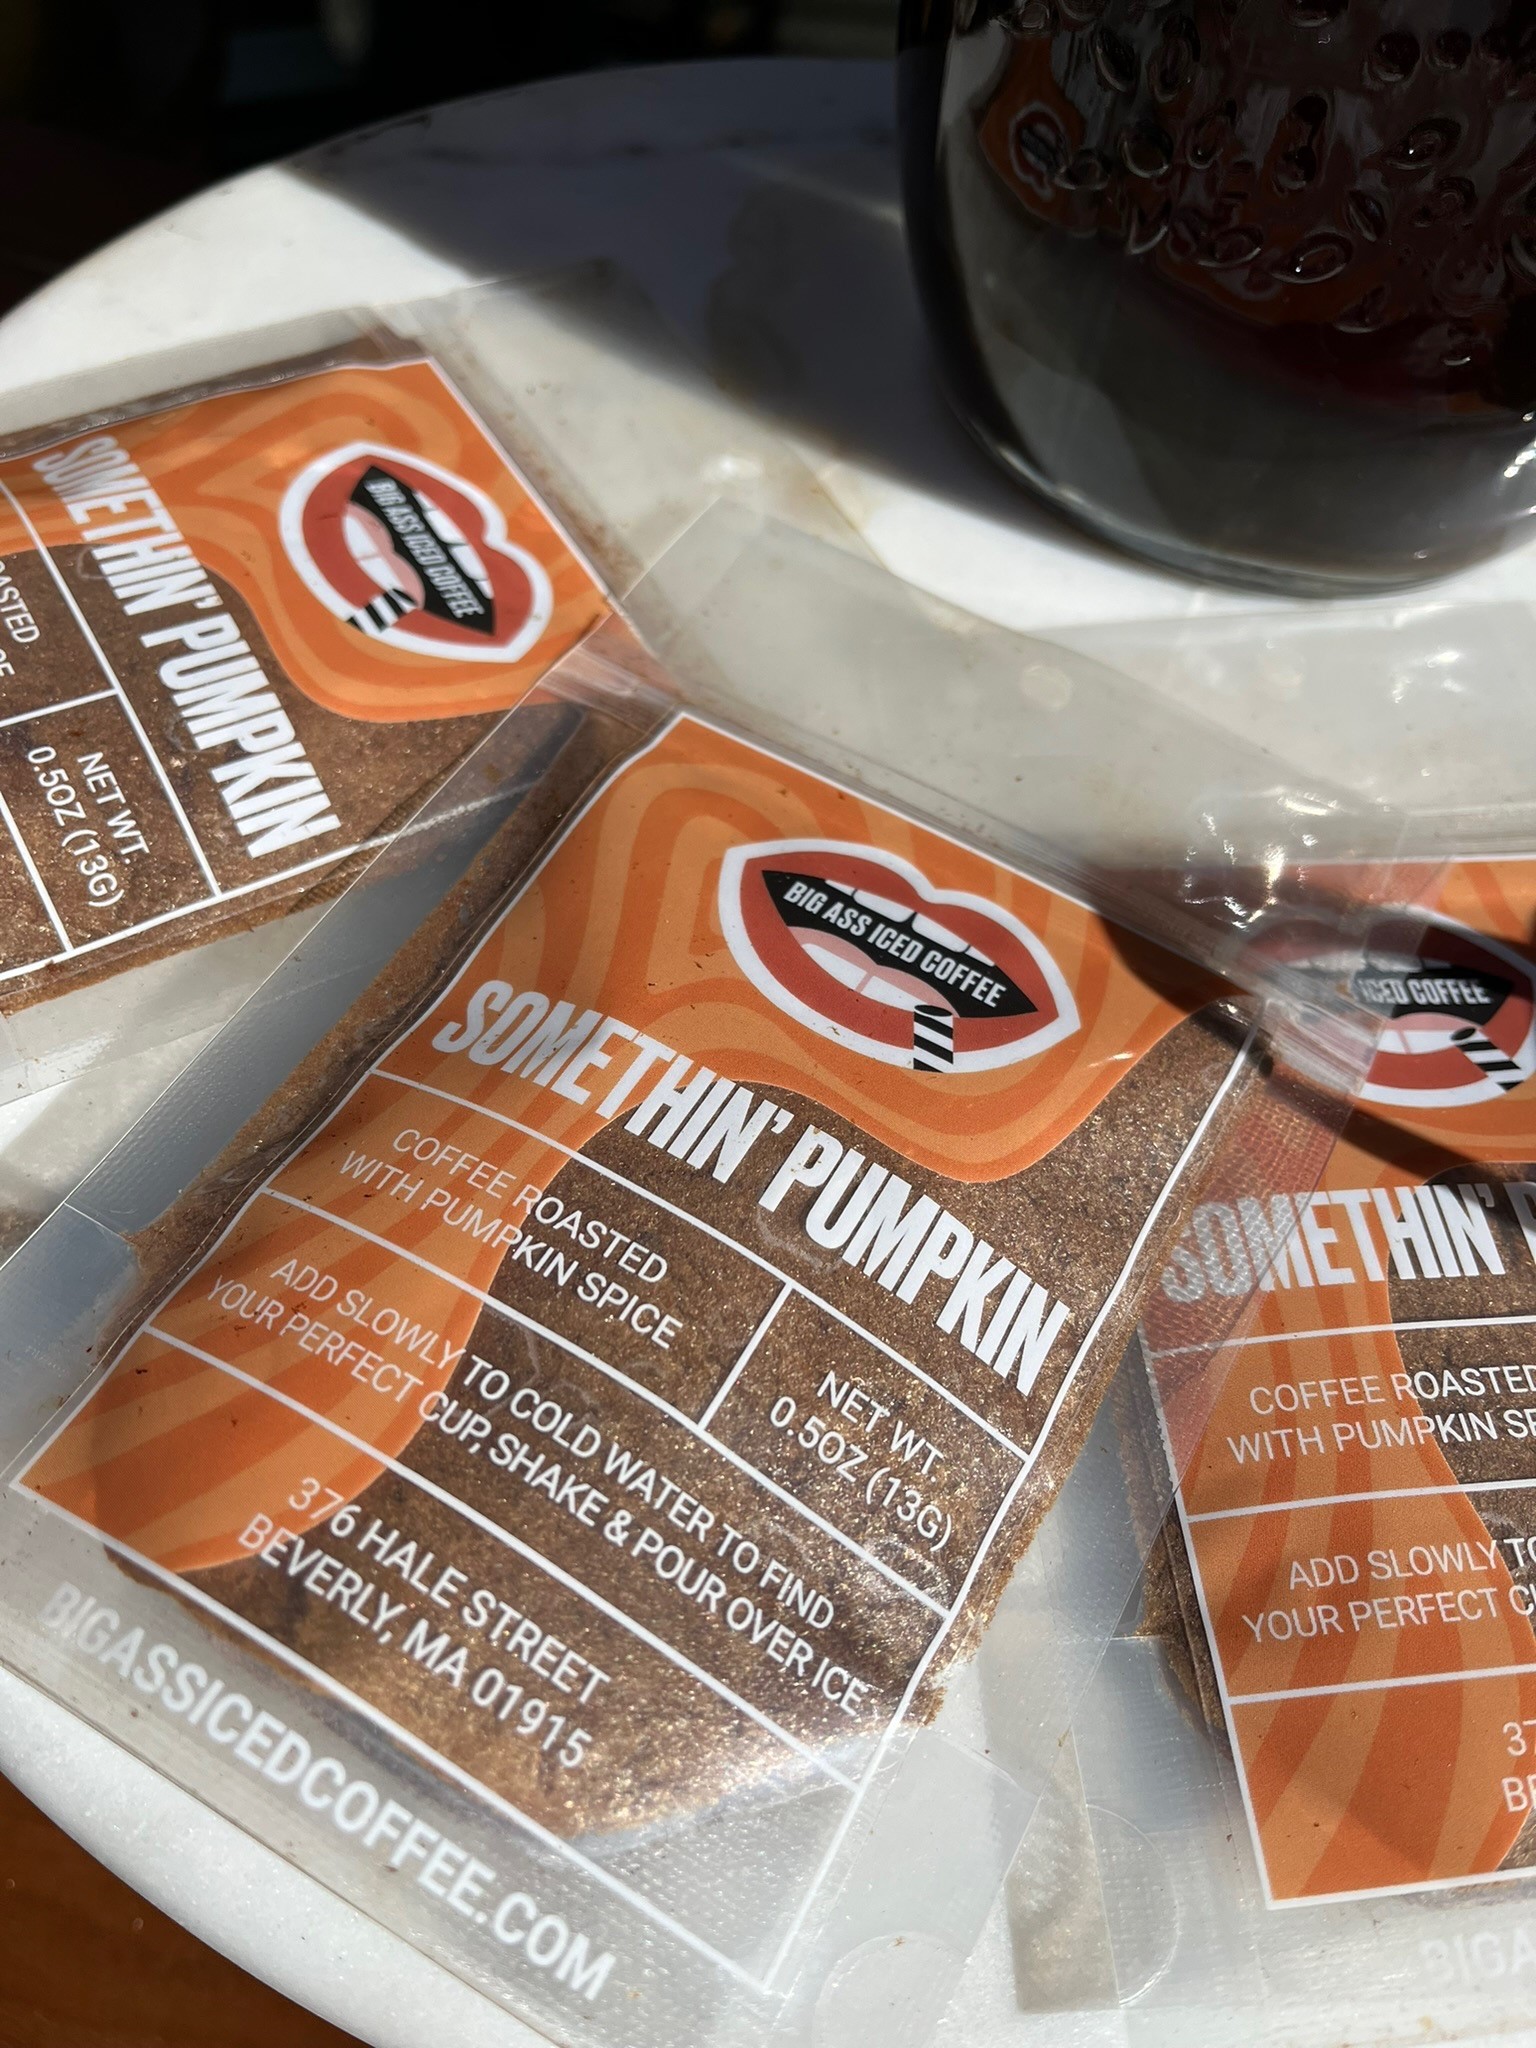 SOMETHIN' PUMPKIN
BIG ASS ICED COFFEE
NET WT.
0.5OZ (13G)
BIG ASS ICED COFFEE
SOMETHIN' PUMPKIN
COFFEE ROASTED
WITH PUMPKIN SPICE
NET WT.
0.5OZ (13G)
ADD SLOWLY TO COLD WATER TO FIND
YOUR PERFECT CUP, SHAKE & POUR OVER ICE
376 HALE STREET
BEVERLY, MA 01915
BIGASSICEDCOFFEE.COM
ICED COFFEE
SOMETHIN'
COFFEE ROASTED
WITH PUMPKIN
ADD SLOWLY TO
YOUR PERFECT